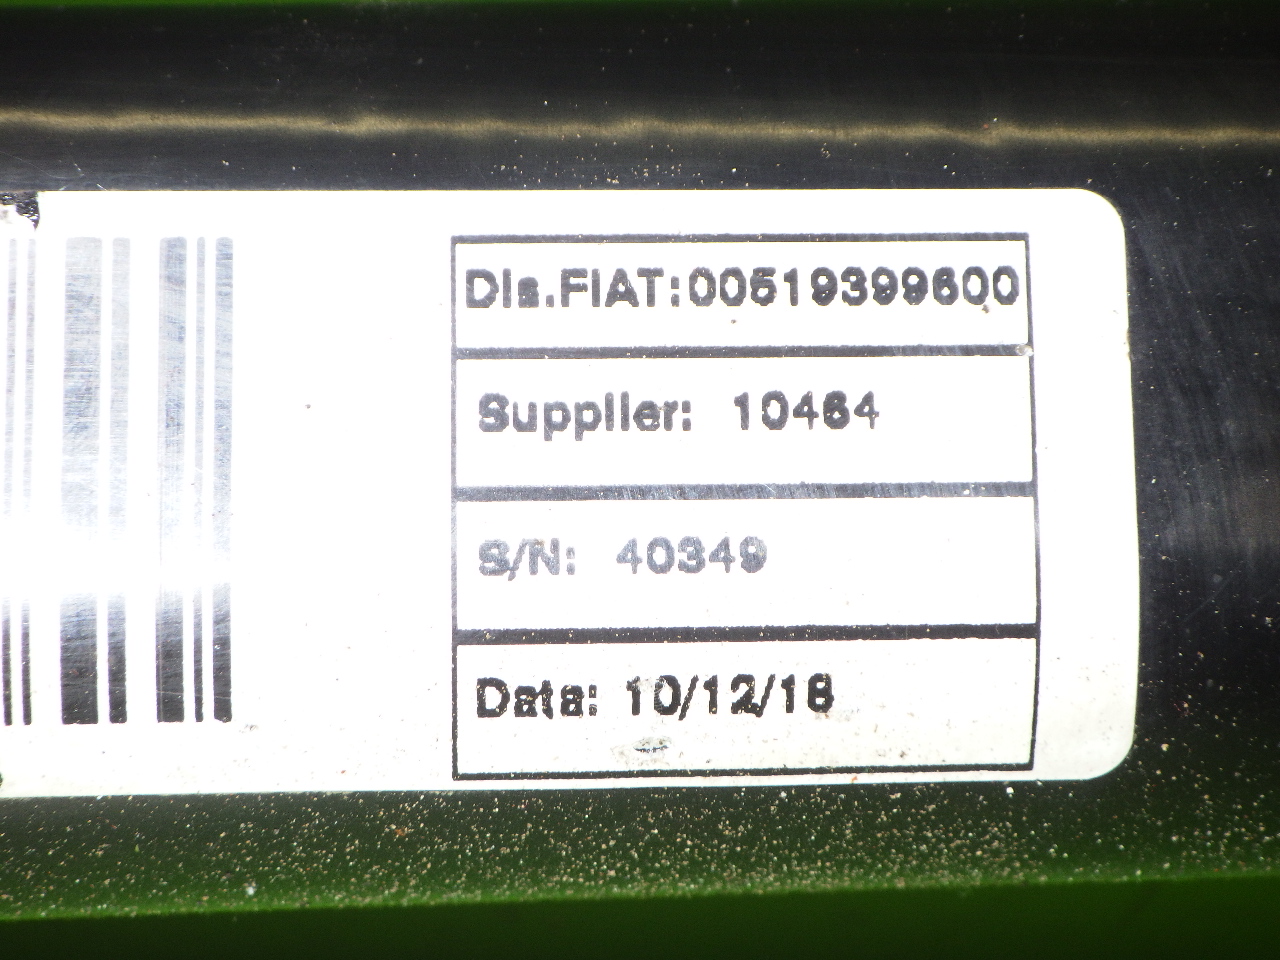 Dis.FIAT:00519399600
Supplier: 10464
S/N: 40349
Data: 10/12/18